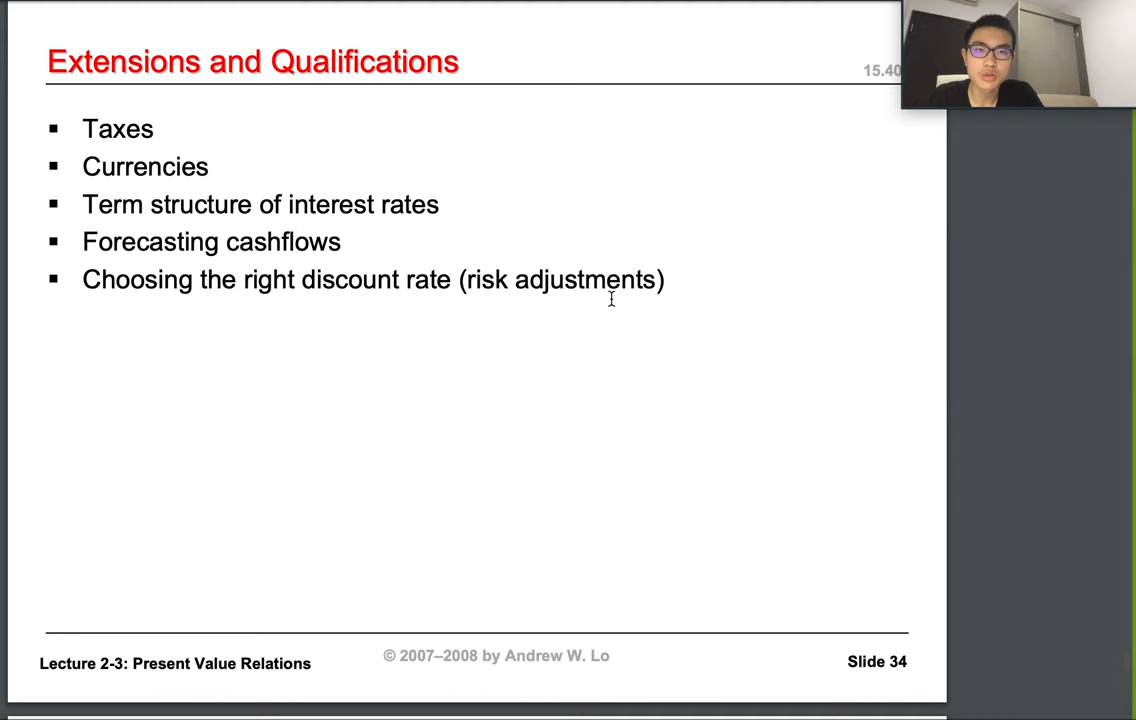 Extensions and Qualifications
15.40
▪ Taxes
▪ Currencies
▪ Term structure of interest rates
▪ Forecasting cashflows
▪ Choosing the right discount rate (risk adjustments)
Lecture 2-3: Present Value Relations
© 2007–2008 by Andrew W. Lo
Slide 34